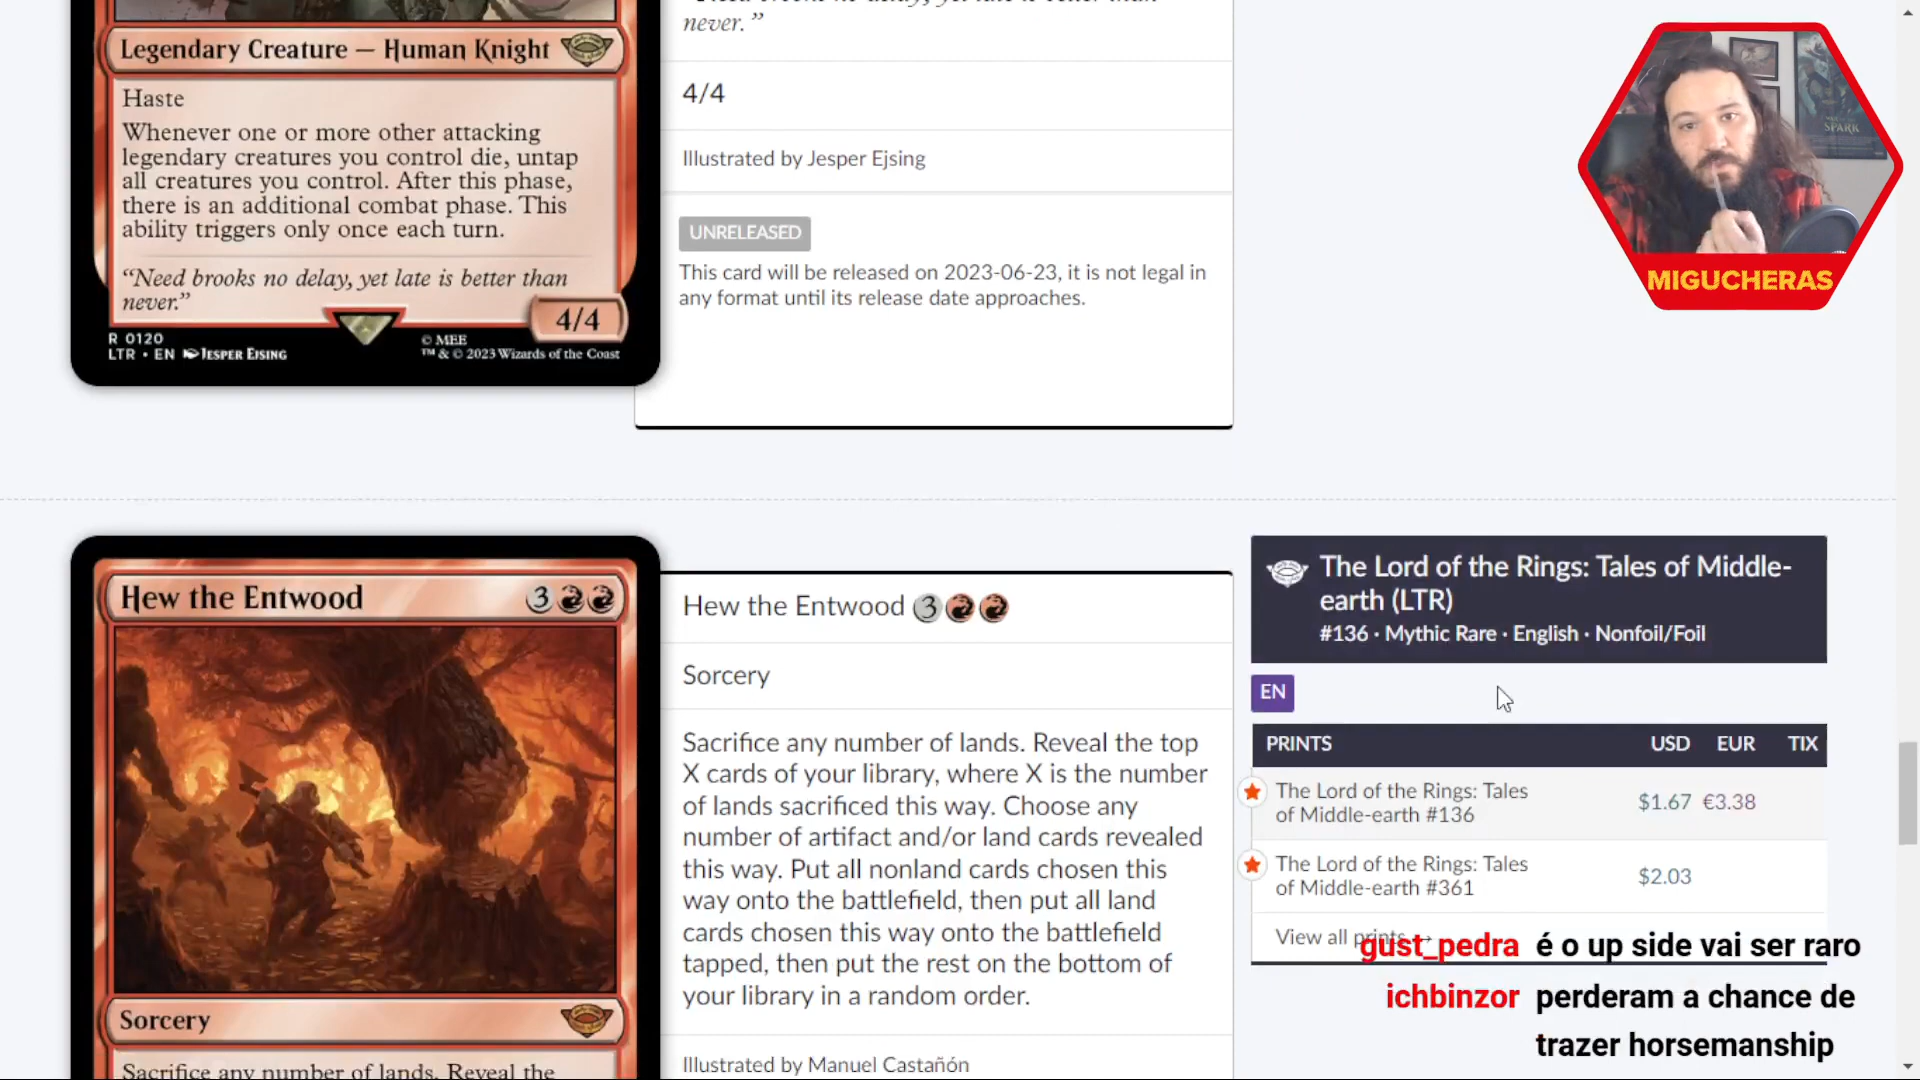 Legendary Creature — Human Knight
Haste
Whenever one or more other attacking
legendary creatures you control die, untap
all creatures you control. After this phase,
there is an additional combat phase. This
ability triggers only once each turn.
“Need brooks no delay, yet late is better than
never.”
4/4
R 0120
LTR • EN JESPER EJSING
© MEE
™ & © 2023 Wizards of the Coast
never.”
4/4
Illustrated by Jesper Ejsing
UNRELEASED
This card will be released on 2023-06-23, it is not legal in
any format until its release date approaches.
SPARK
MIGUCHERAS
Hew the Entwood 3
Sorcery
Sacrifice any number of lands. Reveal the
Hew the Entwood 3
Sorcery
Sacrifice any number of lands. Reveal the top
X cards of your library, where X is the number
of lands sacrificed this way. Choose any
number of artifact and/or land cards revealed
this way. Put all nonland cards chosen this
way onto the battlefield, then put all land
cards chosen this way onto the battlefield
tapped, then put the rest on the bottom of
your library in a random order.
Illustrated by Manuel Castañón
The Lord of the Rings: Tales of Middle-
earth (LTR)
#136 · Mythic Rare · English · Nonfoil/Foil
EN
PRINTS USD EUR TIX
The Lord of the Rings: Tales
of Middle-earth #136
$1.67 €3.38
The Lord of the Rings: Tales
of Middle-earth #361
$2.03
View all prints →
gust_pedra é o up side vai ser raro
ichbinzor perderam a chance de
trazer horsemanship